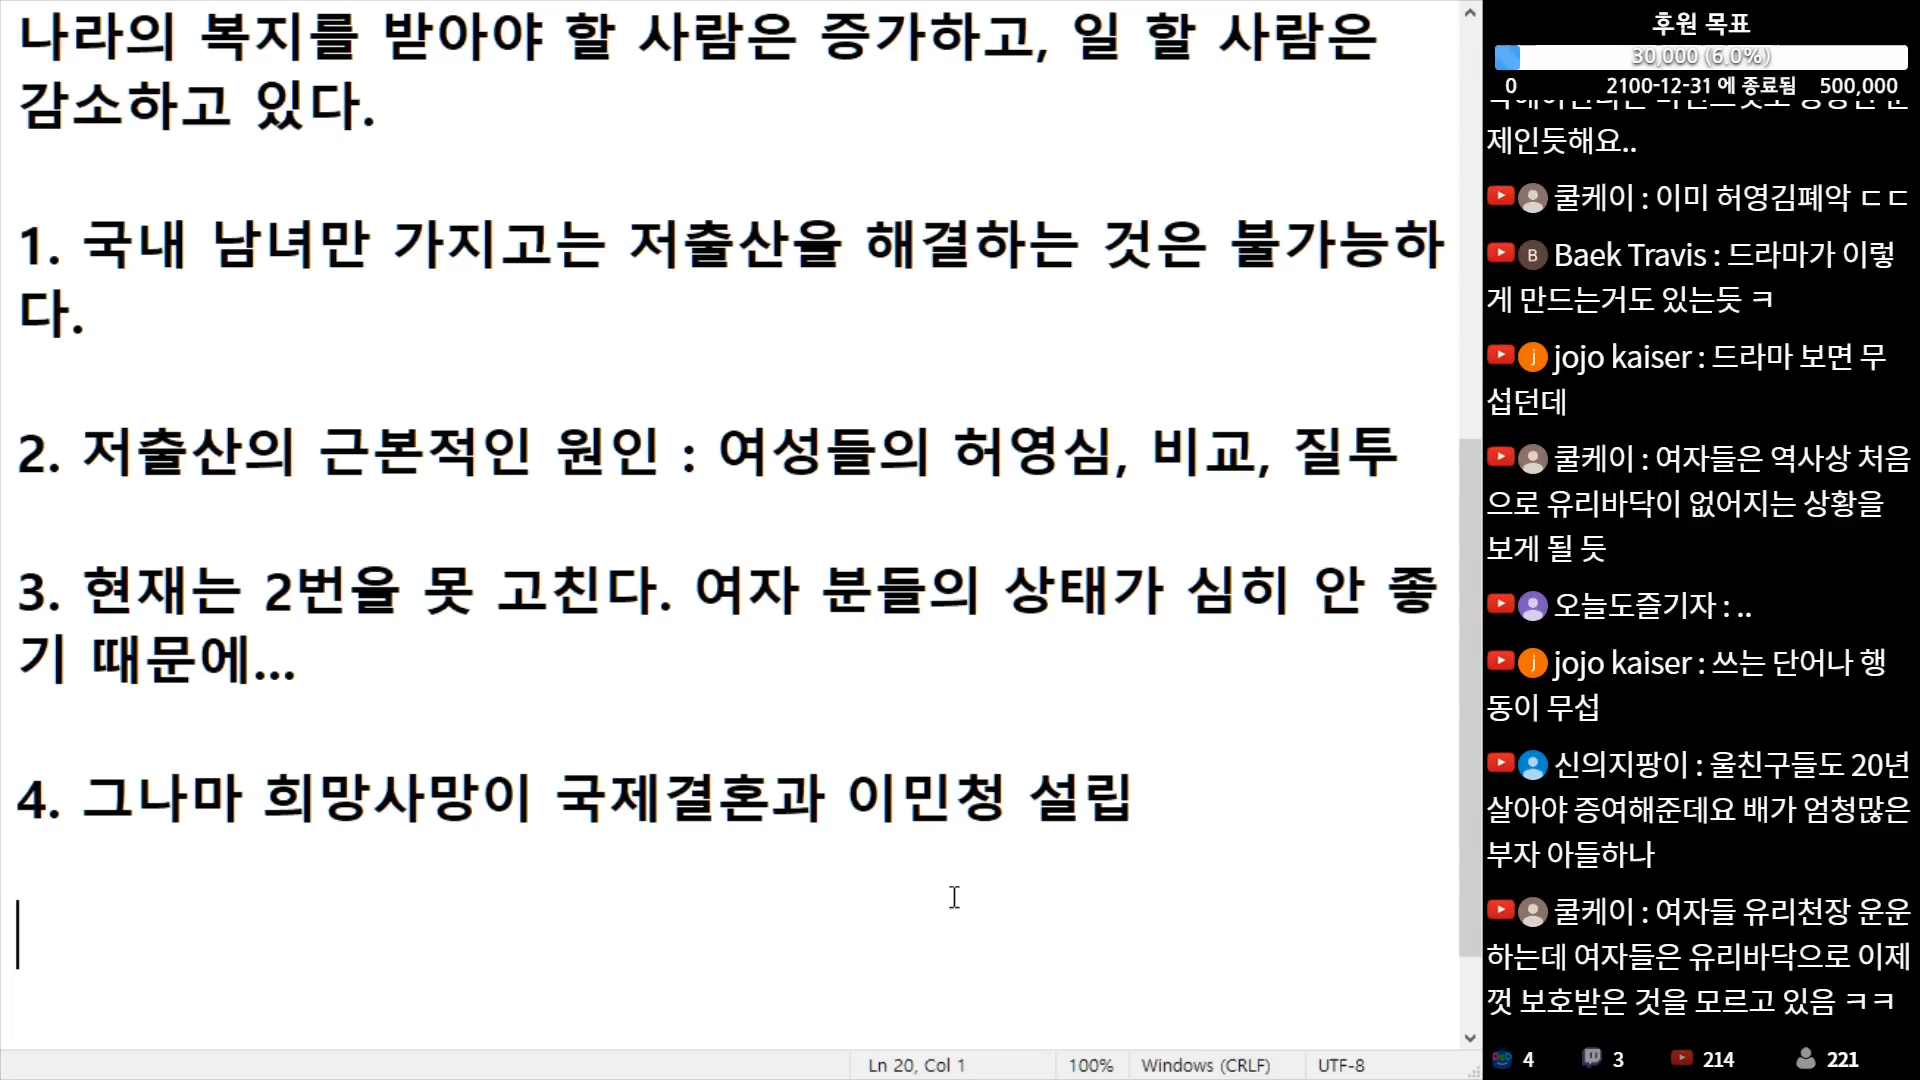 나라의 복지를 받아야 할 사람은 증가하고, 일 할 사람은
감소하고 있다.
1. 국내 남녀만 가지고는 저출산을 해결하는 것은 불가능하
다.
2. 저출산의 근본적인 원인 : 여성들의 허영심, 비교, 질투
3. 현재는 2번을 못 고친다. 여자 분들의 상태가 심히 안 좋
기 때문에...
4. 그나마 희망사망이 국제결혼과 이민청 설립
Ln 20, Col 1
100%
Windows (CRLF)
UTF-8
후원 목표
30,000 (6.0%)
0 2100-12-31 에 종료됨 500,000
제인듯해요..
쿨케이 : 이미 허영김폐악 ㄷㄷ
B Baek Travis : 드라마가 이렇
게 만드는거도 있는듯 ㅋ
j jojo kaiser : 드라마 보면 무
섭던데
쿨케이 : 여자들은 역사상 처음
으로 유리바닥이 없어지는 상황을
보게 될 듯
오늘도즐기자 : ..
j jojo kaiser : 쓰는 단어나 행
동이 무섭
신의지팡이 : 울친구들도 20년
살아야 증여해준데요 배가 엄청많은
부자 아들하나
쿨케이 : 여자들 유리천장 운운
하는데 여자들은 유리바닥으로 이제
껏 보호받은 것을 모르고 있음 ㅋㅋ
4 3 214 221